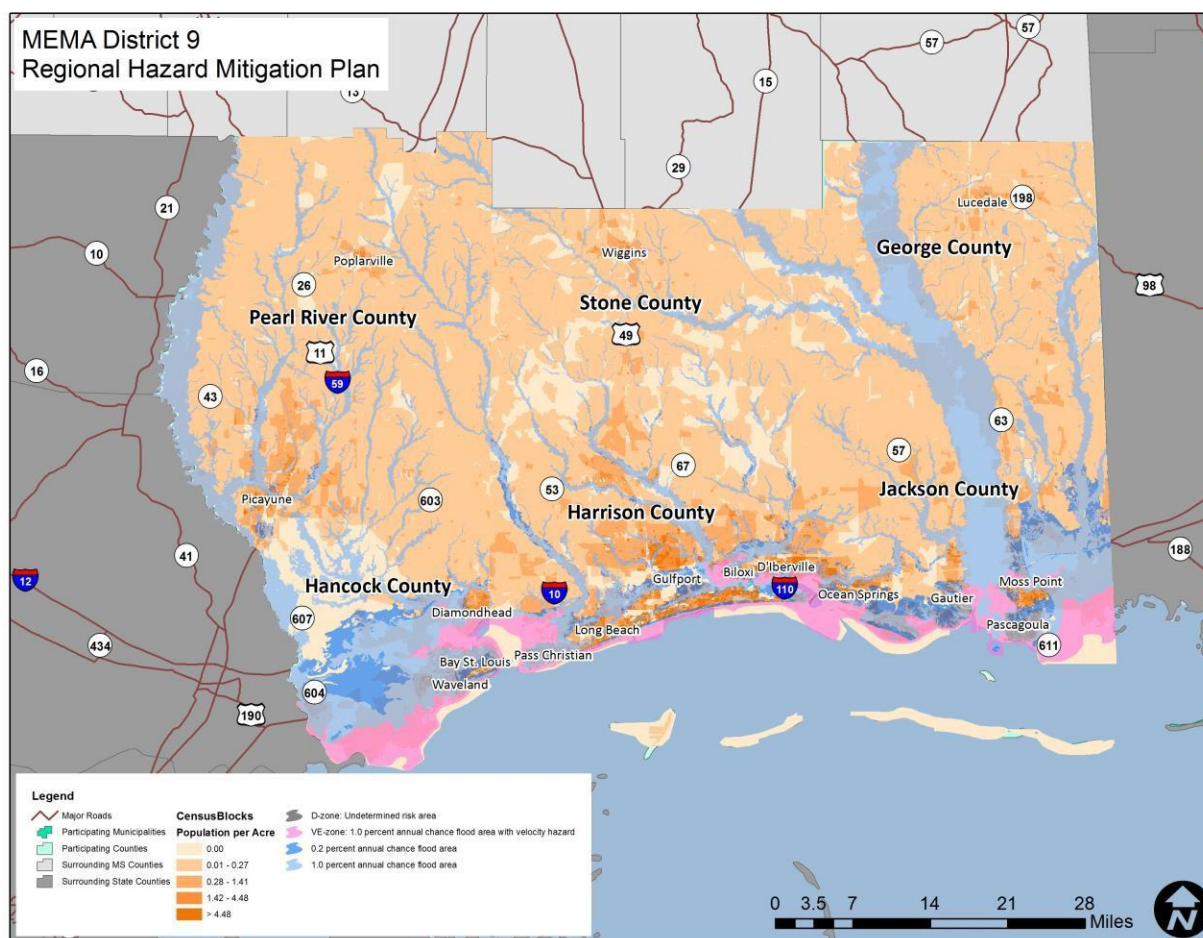 MEMA District 9
Regional Hazard Mitigation Plan
57
57
13
15
29
21
10
16
Lucedale
198
George County
98
Wiggins
Stone County
49
Poplarville
26
Pearl River County
11
59
43
63
57
67
53
Harrison County
Jackson County
Picayune
603
41
12
188
Hancock County
Diamondhead
10
Gulfport
Biloxi
D'Iberville
110
Ocean Springs
Gautier
Moss Point
Pascagoula
611
607
434
Long Beach
Pass Christian
Bay St. Louis
Waveland
604
190
Legend
Major Roads
Participating Municipalities
Participating Counties
Surrounding MS Counties
Surrounding State Counties
CensusBlocks
Population per Acre
0.00
0.01 - 0.27
0.28 - 1.41
1.42 - 4.48
> 4.48
D-zone: Undetermined risk area
VE-zone: 1.0 percent annual chance flood area with velocity hazard
0.2 percent annual chance flood area
1.0 percent annual chance flood area
0 3.5 7 14 21 28
Miles
N